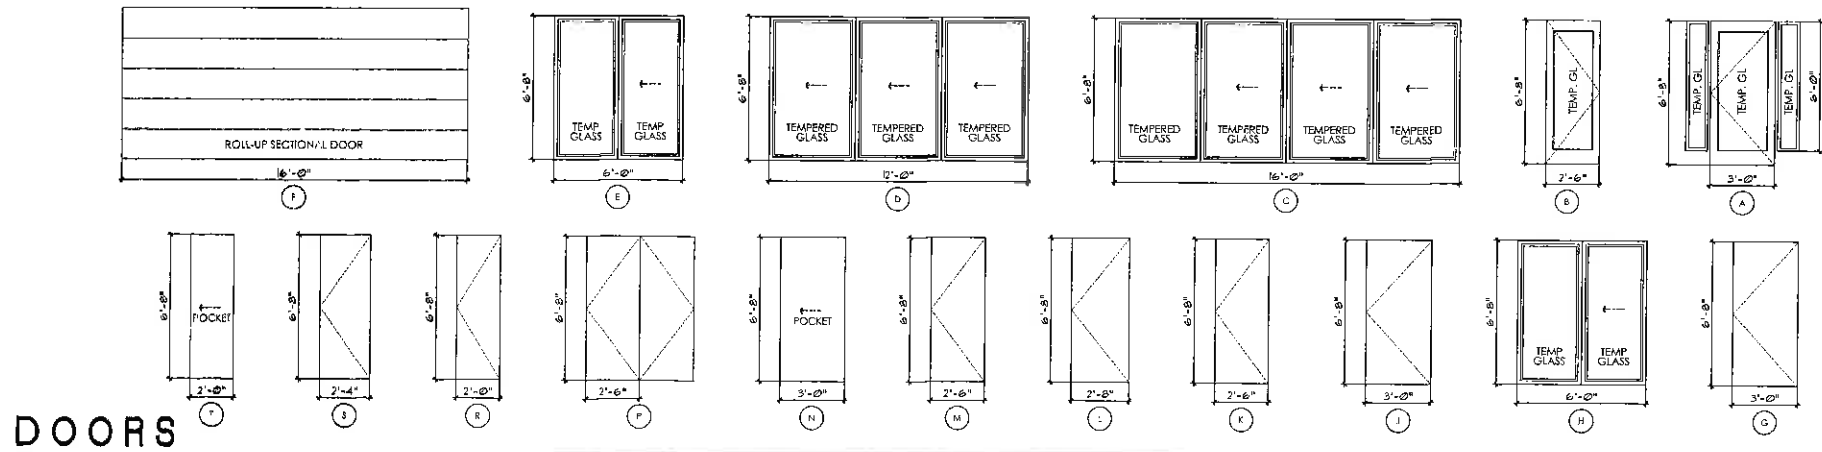 ROLL-UP SECTIONAL DOOR
16'-0"
F
6'-8"
TEMP
GLASS
TEMP
GLASS
6'-0"
E
6'-8"
TEMPERED
GLASS
TEMPERED
GLASS
TEMPERED
GLASS
12'-0"
D
6'-8"
TEMPERED
GLASS
TEMPERED
GLASS
TEMPERED
GLASS
TEMPERED
GLASS
16'-0"
C
6'-8"
TEMP. GL
2'-6"
B
6'-8"
TEMP. GL
TEMP. GL
TEMP. GL
6'-0"
3'-0"
A
6'-8"
POCKET
2'-0"
T
6'-8"
2'-4"
S
6'-8"
2'-0"
R
6'-8"
2'-6"
P
6'-8"
POCKET
3'-0"
N
6'-8"
2'-6"
M
6'-8"
2'-8"
L
6'-8"
2'-6"
K
6'-8"
3'-0"
J
6'-8"
TEMP
GLASS
TEMP
GLASS
6'-0"
H
6'-8"
3'-0"
G
DOORS